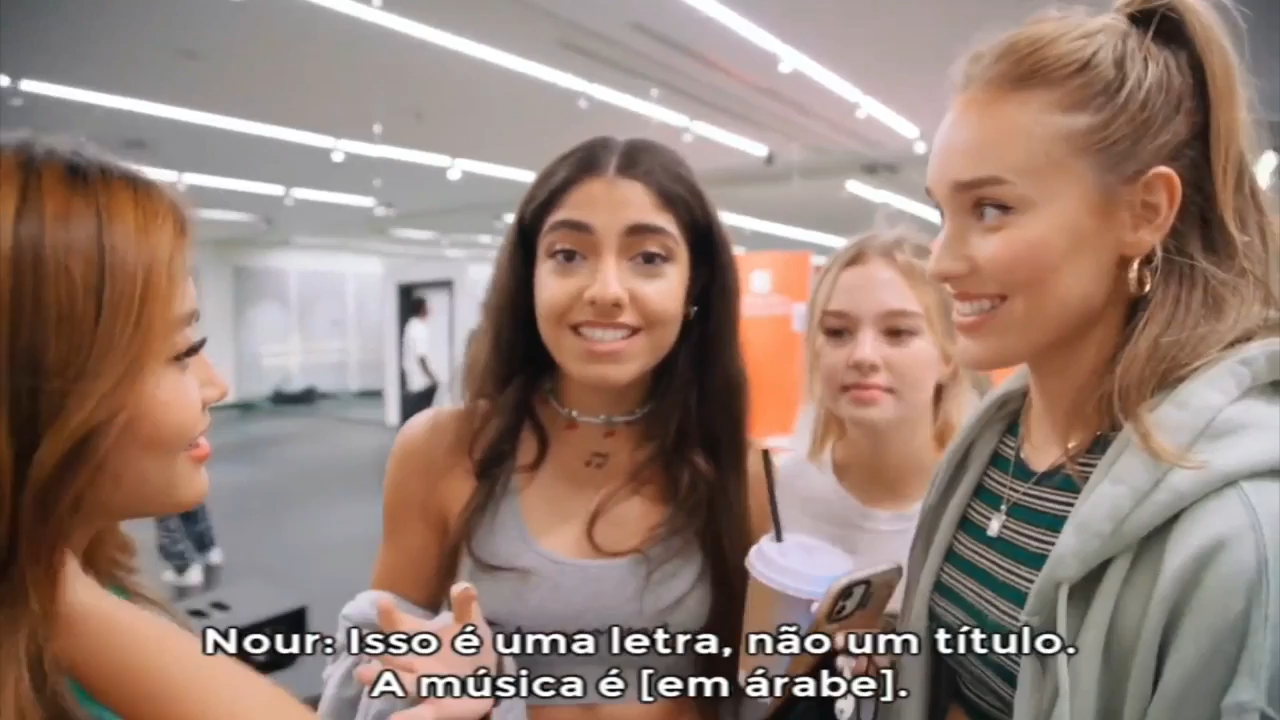 Nour: Isso é uma letra, não um título.
A música é [em árabe].